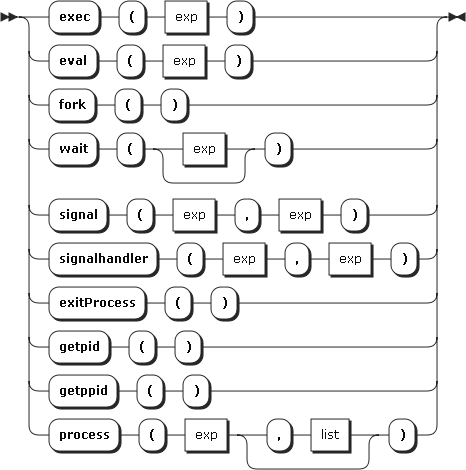 exec ( exp )
eval ( exp )
fork ( )
wait ( exp )
signal ( exp , exp )
signalhandler ( exp , exp )
exitProcess ( )
getpid ( )
getppid ( )
process ( exp , list )